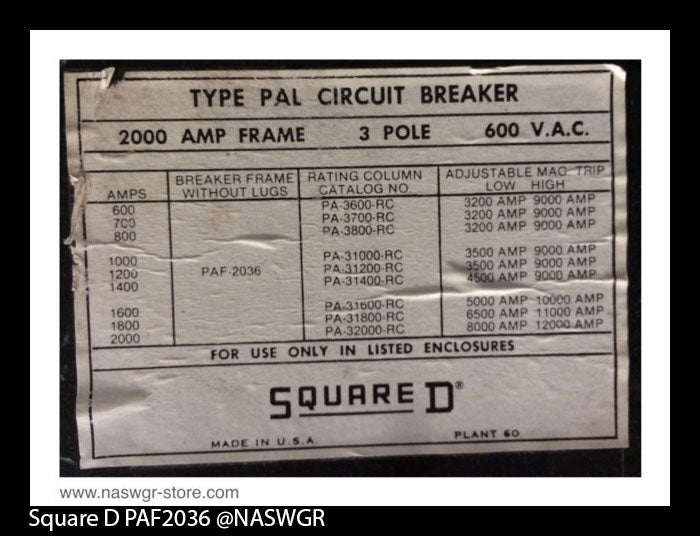 TYPE PAL CIRCUIT BREAKER
2000 AMP FRAME 3 POLE 600 V.A.C.
AMPS BREAKER FRAME WITHOUT LUGS RATING COLUMN CATALOG NO. ADJUSTABLE MAG. TRIP LOW HIGH
600 PA-3600-RC 3200 AMP 9000 AMP
700 PA-3700-RC 3200 AMP 9000 AMP
800 PA-3800-RC 3200 AMP 9000 AMP
1000 PA-31000-RC 3500 AMP 9000 AMP
1200 PAF-2036 PA-31200-RC 3500 AMP 9000 AMP
1400 PA-31400-RC 4500 AMP 9000 AMP
1600 PA-31600-RC 5000 AMP 10000 AMP
1800 PA-31800-RC 6500 AMP 11000 AMP
2000 PA-32000-RC 8000 AMP 12000 AMP
FOR USE ONLY IN LISTED ENCLOSURES
SQUARE D®
MADE IN U.S.A. PLANT 60
www.naswgr-store.com
Square D PAF2036 @NASWGR